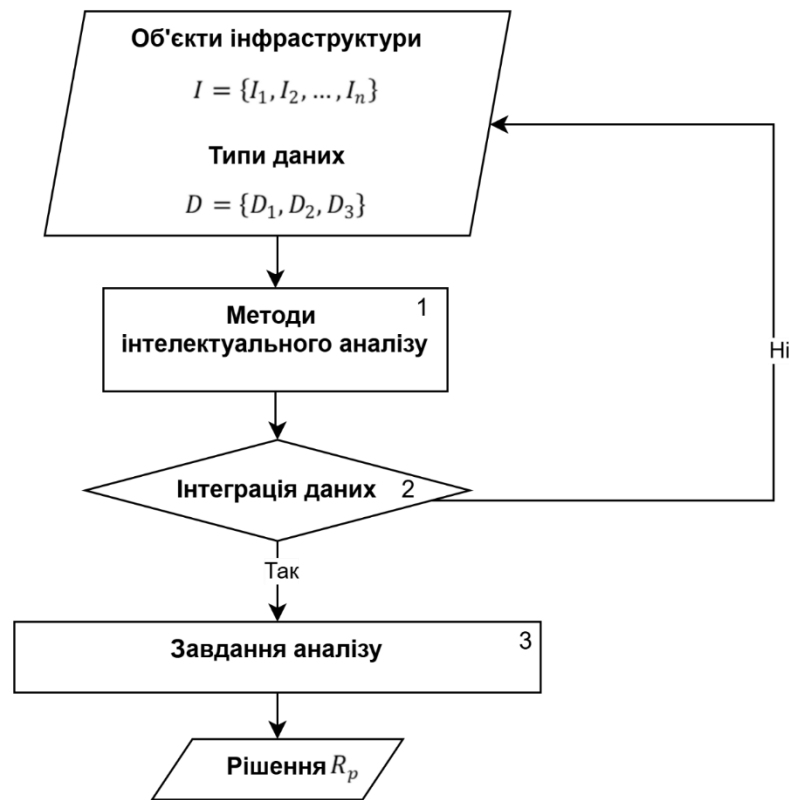 Об'єкти інфраструктури
I = {I₁, I₂, …, Iₙ}
Типи даних
D = {D₁, D₂, D₃}
1
Методи
інтелектуального аналізу
Ні
Інтеграція даних 2
Так
Завдання аналізу 3
Рішення Rₚ